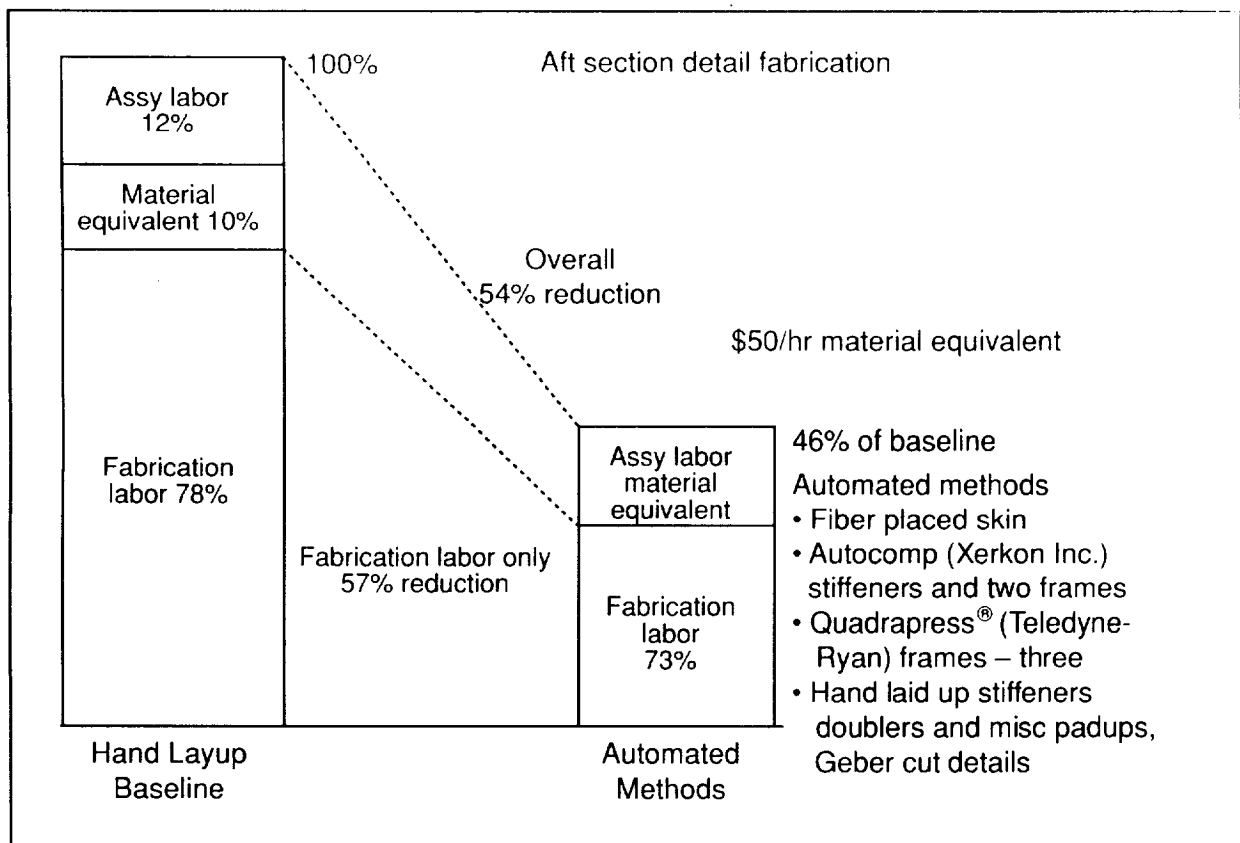 Aft section detail fabrication
100%
Assy labor
12%
Material
equivalent 10%
Fabrication
labor 78%
Overall
54% reduction
$50/hr material equivalent
Fabrication labor only
57% reduction
Assy labor
material
equivalent
Fabrication
labor
73%
46% of baseline
Automated methods
• Fiber placed skin
• Autocomp (Xerkon Inc.)
stiffeners and two frames
• Quadrapress® (Teledyne-
Ryan) frames – three
• Hand laid up stiffeners
doublers and misc padups,
Geber cut details
Hand Layup
Baseline
Automated
Methods